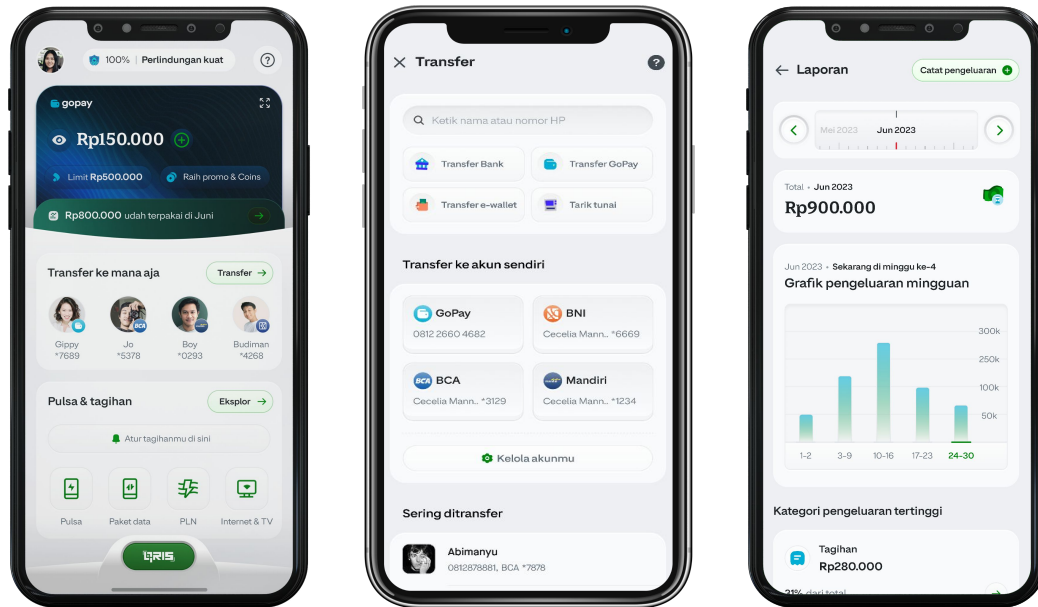 100% | Perlindungan kuat
gopay
Rp150.000
Limit Rp500.000
Raih promo & Coins
Rp800.000 udah terpakai di Juni
Transfer ke mana aja
Transfer
Gippy
*7689
BCA
Jo
*5378
Boy
*0293
Budiman
*4268
Pulsa & tagihan
Eksplor
Atur tagihanmu di sini
Pulsa
Paket data
PLN
Internet & TV
QRIS
Transfer
?
Ketik nama atau nomor HP
Transfer Bank
Transfer GoPay
Transfer e-wallet
Tarik tunai
Transfer ke akun sendiri
GoPay
0812 2660 4682
BNI
Cecelia Mann.. *6669
BCA
BCA
Cecelia Mann.. *3129
Mandiri
Cecelia Mann.. *1234
Kelola akunmu
Sering ditransfer
Abimanyu
0812878881, BCA *7878
Laporan
Catat pengeluaran
Mei 2023
Jun 2023
Total • Jun 2023
Rp900.000
Jun 2023 • Sekarang di minggu ke-4
Grafik pengeluaran mingguan
300k
250k
100k
50k
1-2
3-9
10-16
17-23
24-30
Kategori pengeluaran tertinggi
Tagihan
Rp280.000
31% dari total